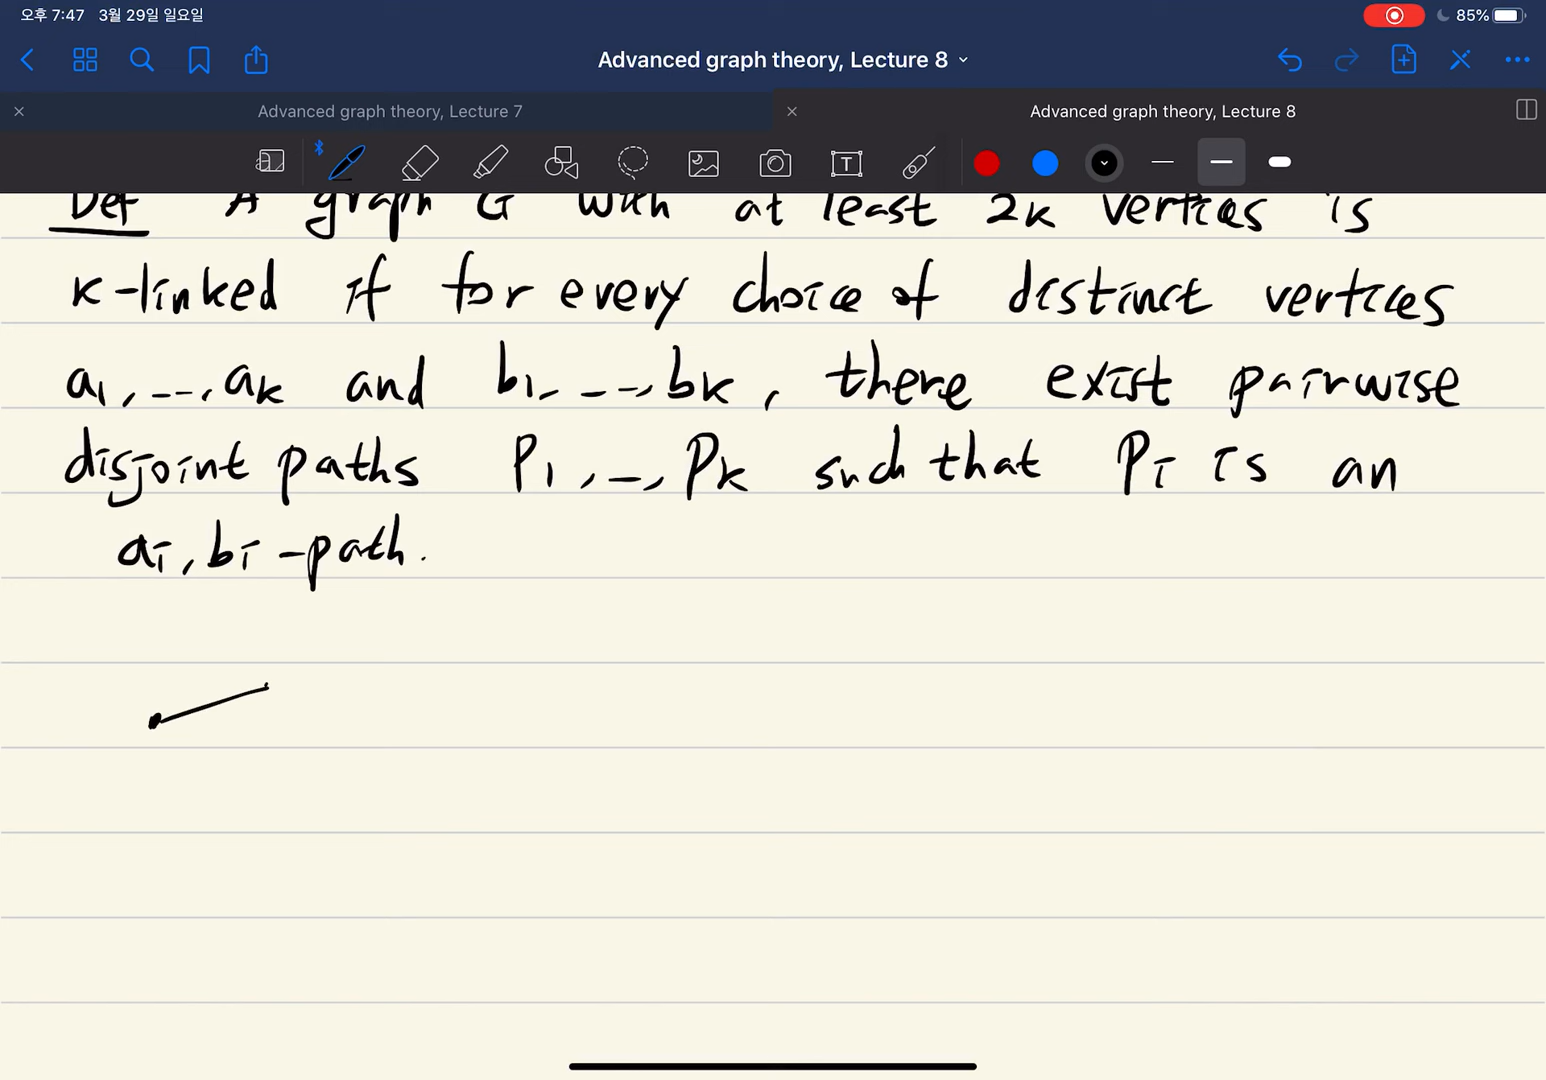 오후 7:47 3월 29일 일요일
85%
Advanced graph theory, Lecture 8
Advanced graph theory, Lecture 7
Advanced graph theory, Lecture 8
T
Def A graph G with at least 2k vertices is
k-linked if for every choice of distinct vertices
a1, ---, ak and b1, ---, bk, there exist pairwise
disjoint paths P1, --, Pk such that Pi is an
ai, bi -path.